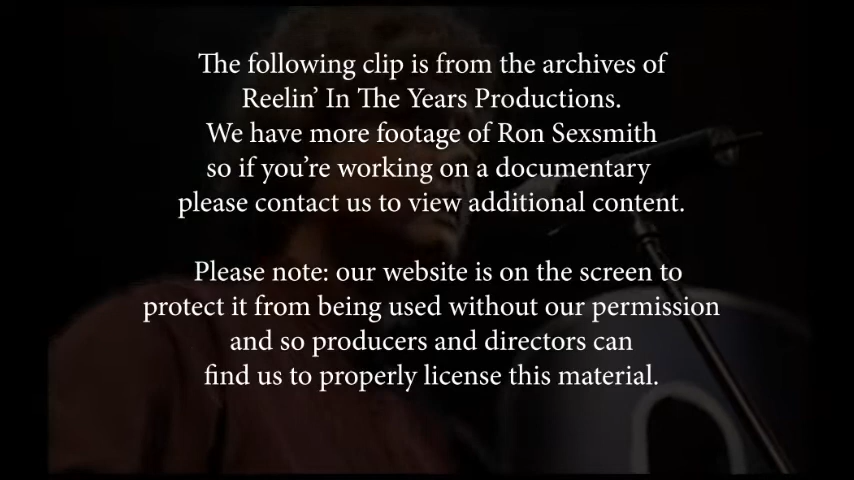 The following clip is from the archives of
Reelin’ In The Years Productions.
We have more footage of Ron Sexsmith
so if you’re working on a documentary
please contact us to view additional content.
Please note: our website is on the screen to
protect it from being used without our permission
and so producers and directors can
find us to properly license this material.